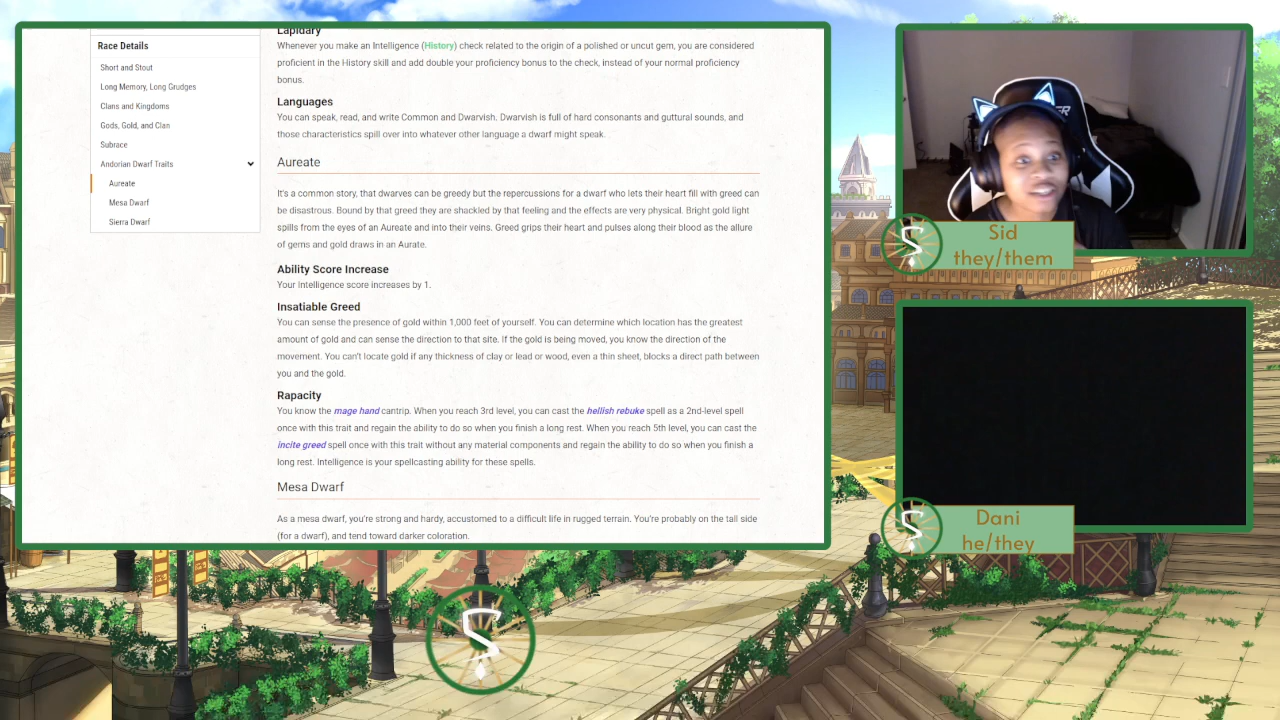 Race Details
Short and Stout
Long Memory, Long Grudges
Clans and Kingdoms
Gods, Gold, and Clan
Subrace
Andorian Dwarf Traits
Aureate
Mesa Dwarf
Sierra Dwarf
Lapidary
Whenever you make an Intelligence (History) check related to the origin of a polished or uncut gem, you are considered
proficient in the History skill and add double your proficiency bonus to the check, instead of your normal proficiency
bonus.
Languages
You can speak, read, and write Common and Dwarvish. Dwarvish is full of hard consonants and guttural sounds, and
those characteristics spill over into whatever other language a dwarf might speak.
Aureate
It's a common story, that dwarves can be greedy but the repercussions for a dwarf who lets their heart fill with greed can
be disastrous. Bound by that greed they are shackled by that feeling and the effects are very physical. Bright gold light
spills from the eyes of an Aureate and into their veins. Greed grips their heart and pulses along their blood as the allure
of gems and gold draws in an Aurate.
Ability Score Increase
Your Intelligence score increases by 1.
Insatiable Greed
You can sense the presence of gold within 1,000 feet of yourself. You can determine which location has the greatest
amount of gold and can sense the direction to that site. If the gold is being moved, you know the direction of the
movement. You can't locate gold if any thickness of clay or lead or wood, even a thin sheet, blocks a direct path between
you and the gold.
Rapacity
You know the mage hand cantrip. When you reach 3rd level, you can cast the hellish rebuke spell as a 2nd-level spell
once with this trait and regain the ability to do so when you finish a long rest. When you reach 5th level, you can cast the
incite greed spell once with this trait without any material components and regain the ability to do so when you finish a
long rest. Intelligence is your spellcasting ability for these spells.
Mesa Dwarf
As a mesa dwarf, you're strong and hardy, accustomed to a difficult life in rugged terrain. You're probably on the tall side
(for a dwarf), and tend toward darker coloration.
Sid
they/them
Dani
he/they